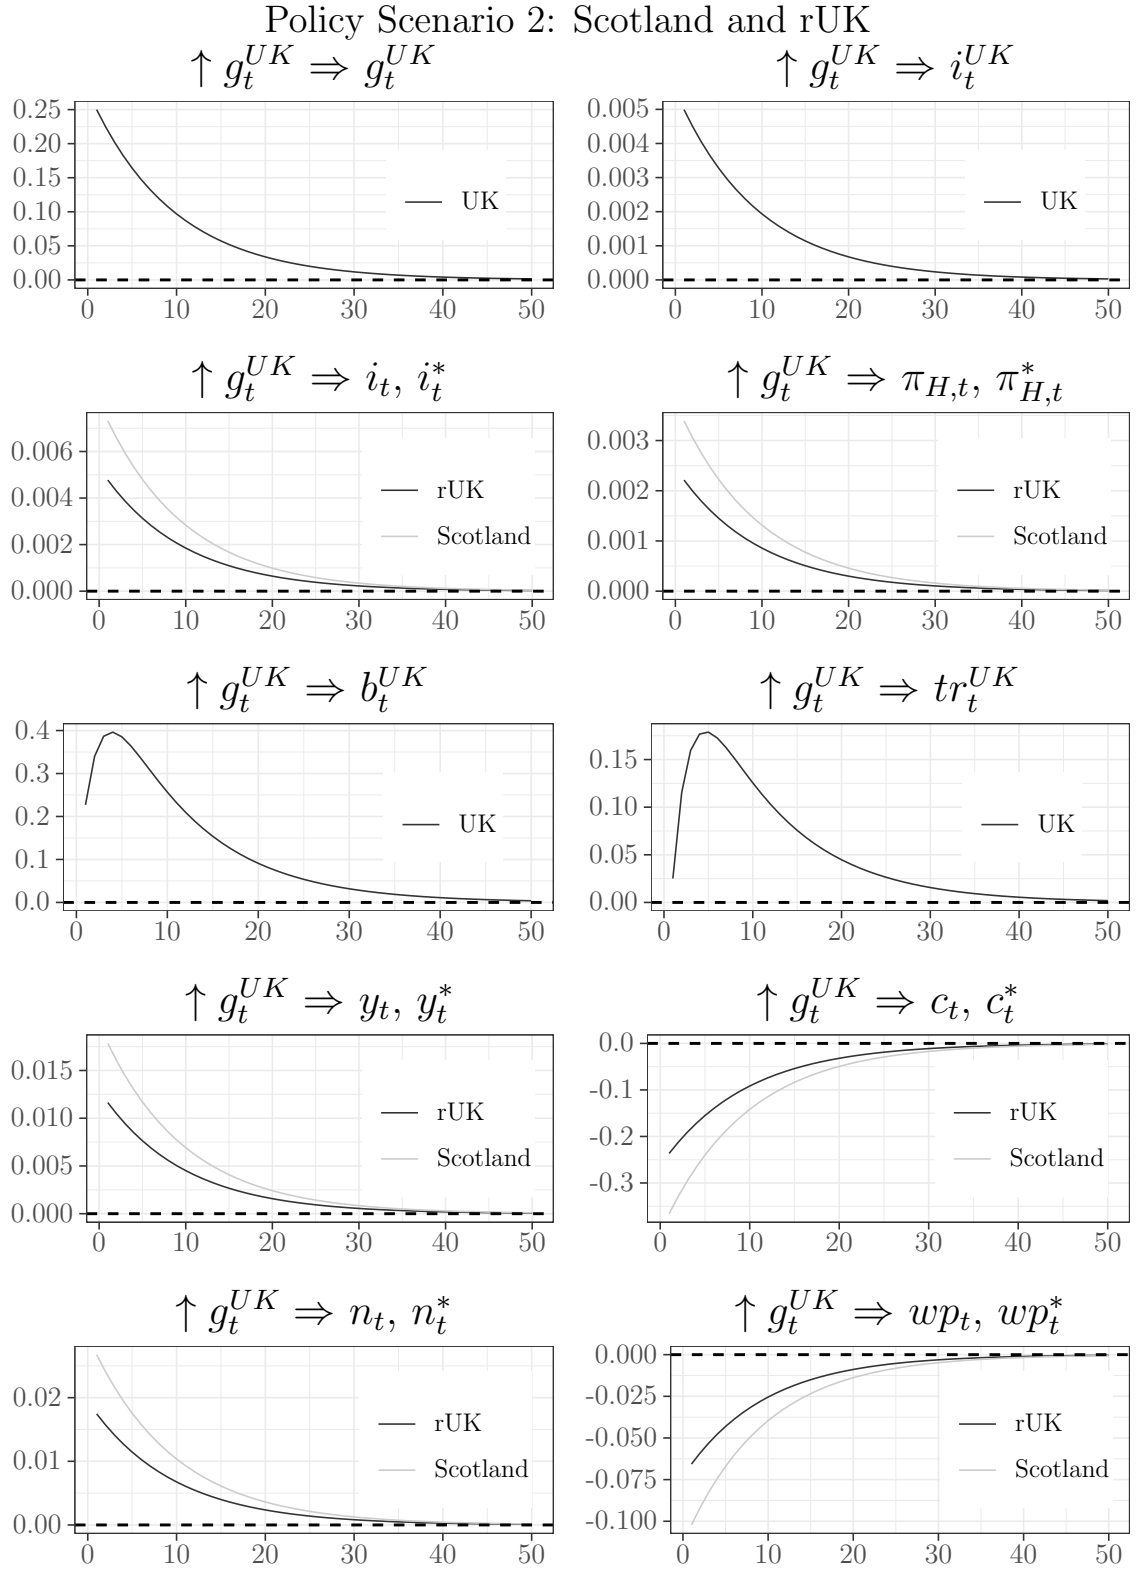 Policy Scenario 2: Scotland and rUK
↑ g_t^{UK} ⇒ g_t^{UK}
0.25
0.20
0.15
0.10
0.05
0.00
0 10 20 30 40 50
UK
↑ g_t^{UK} ⇒ i_t^{UK}
0.005
0.004
0.003
0.002
0.001
0.000
0 10 20 30 40 50
UK
↑ g_t^{UK} ⇒ i_t, i_t^*
0.006
0.004
0.002
0.000
0 10 20 30 40 50
rUK
Scotland
↑ g_t^{UK} ⇒ π_{H,t}, π_{H,t}^*
0.003
0.002
0.001
0.000
0 10 20 30 40 50
rUK
Scotland
↑ g_t^{UK} ⇒ b_t^{UK}
0.4
0.3
0.2
0.1
0.0
0 10 20 30 40 50
UK
↑ g_t^{UK} ⇒ tr_t^{UK}
0.15
0.10
0.05
0.00
0 10 20 30 40 50
UK
↑ g_t^{UK} ⇒ y_t, y_t^*
0.015
0.010
0.005
0.000
0 10 20 30 40 50
rUK
Scotland
↑ g_t^{UK} ⇒ c_t, c_t^*
0.0
-0.1
-0.2
-0.3
0 10 20 30 40 50
rUK
Scotland
↑ g_t^{UK} ⇒ n_t, n_t^*
0.02
0.01
0.00
0 10 20 30 40 50
rUK
Scotland
↑ g_t^{UK} ⇒ wp_t, wp_t^*
0.000
-0.025
-0.050
-0.075
-0.100
0 10 20 30 40 50
rUK
Scotland